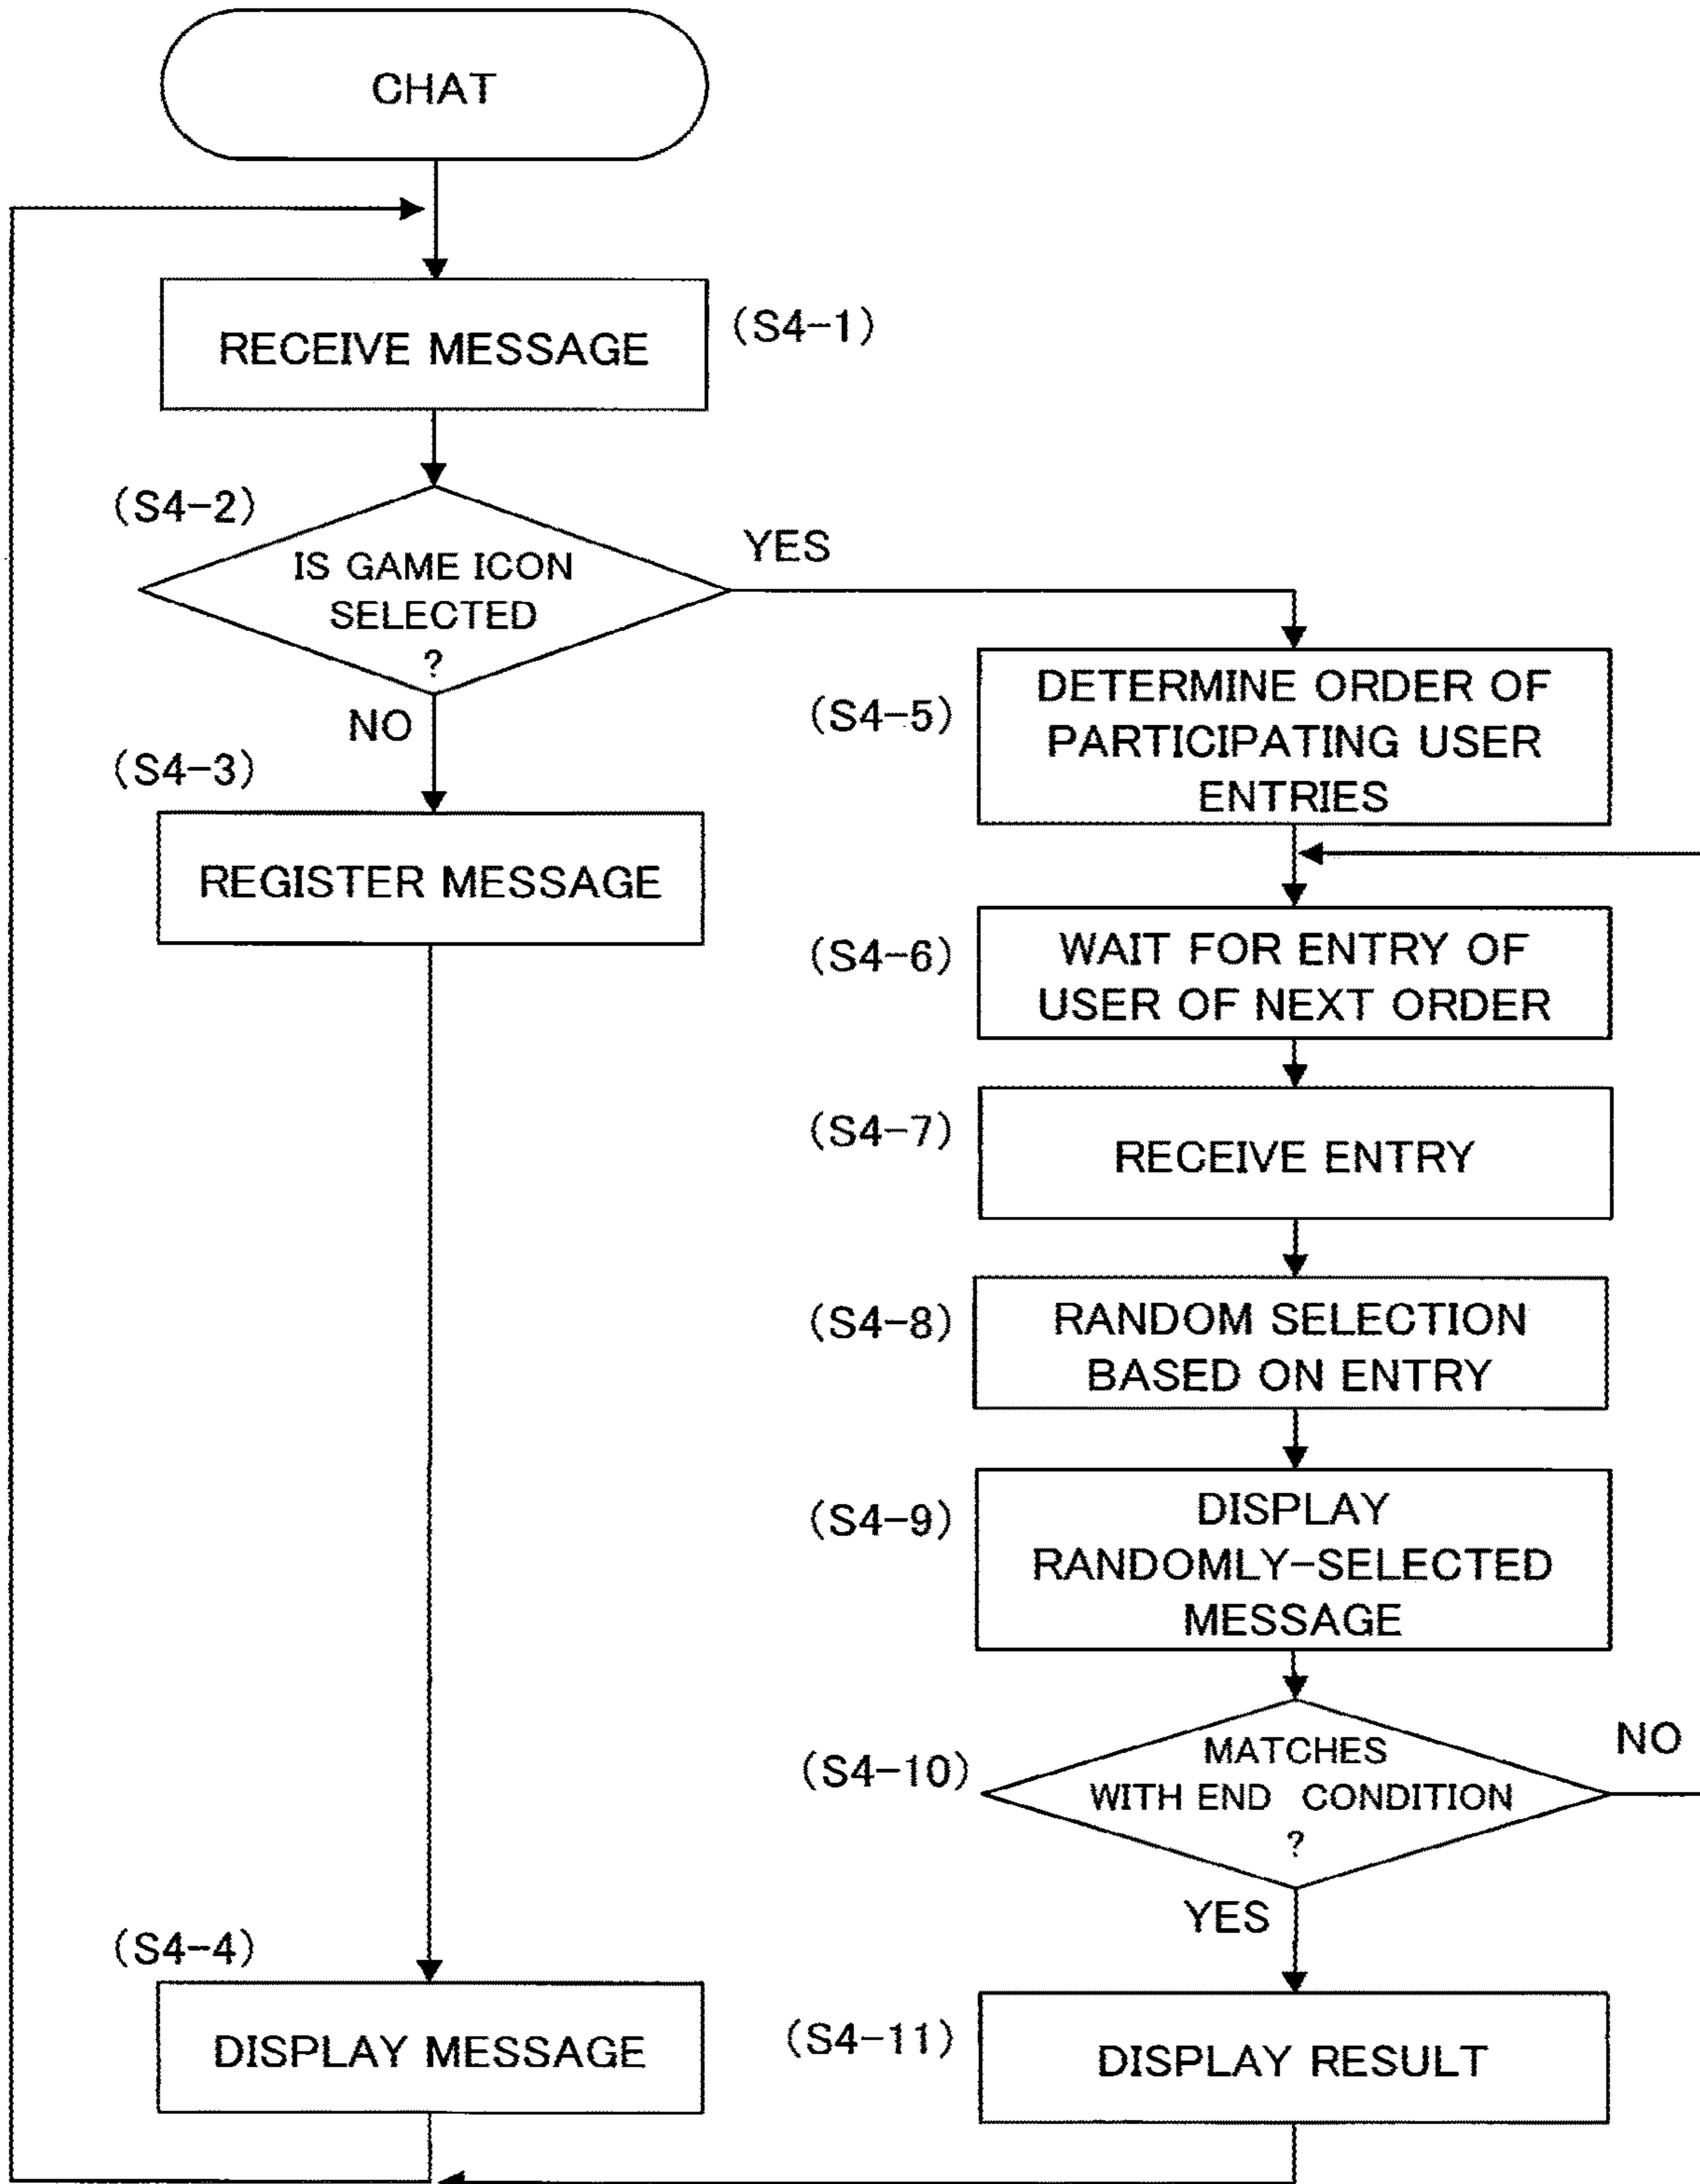 CHAT
RECEIVE MESSAGE
(S4-1)
(S4-2)
IS GAME ICON
SELECTED
?
YES
NO
(S4-3)
REGISTER MESSAGE
(S4-4)
DISPLAY MESSAGE
(S4-5)
DETERMINE ORDER OF
PARTICIPATING USER
ENTRIES
(S4-6)
WAIT FOR ENTRY OF
USER OF NEXT ORDER
(S4-7)
RECEIVE ENTRY
(S4-8)
RANDOM SELECTION
BASED ON ENTRY
(S4-9)
DISPLAY
RANDOMLY-SELECTED
MESSAGE
(S4-10)
MATCHES
WITH END CONDITION
?
NO
YES
(S4-11)
DISPLAY RESULT